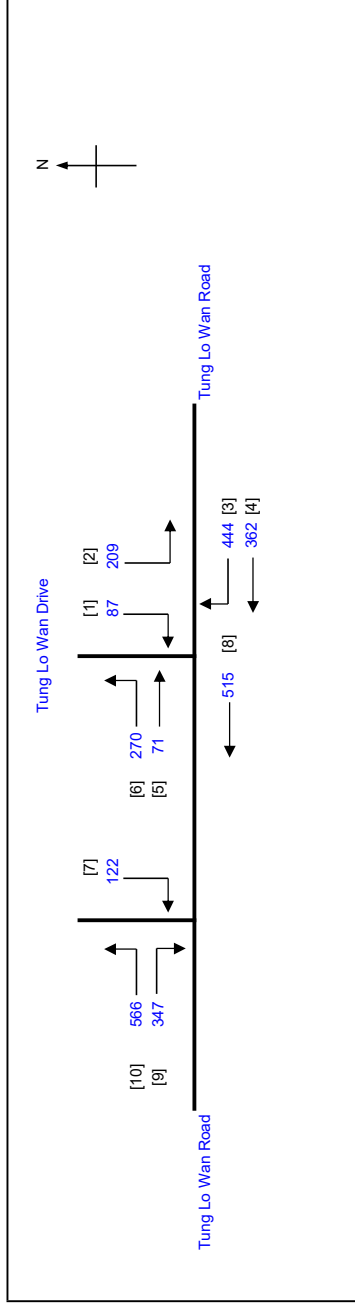 N
Tung Lo Wan Drive
[7]
122
[1] [2]
87 209
[10] 566
[9] 347
[6] 270
[5] 71
Tung Lo Wan Road
515 [8]
444 [3]
362 [4]
Tung Lo Wan Road